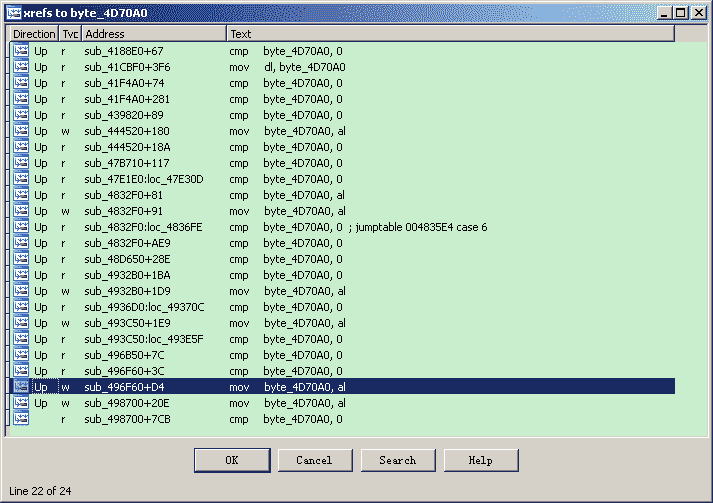 xrefs to byte_4D70A0
Direction Tyc Address Text
Up r sub_4188E0+67 cmp byte_4D70A0, 0
Up r sub_41CBF0+3F6 mov dl, byte_4D70A0
Up r sub_41F4A0+74 cmp byte_4D70A0, 0
Up r sub_41F4A0+281 cmp byte_4D70A0, 0
Up r sub_439820+89 cmp byte_4D70A0, 0
Up w sub_444520+180 mov byte_4D70A0, al
Up r sub_444520+18A cmp byte_4D70A0, 0
Up r sub_47B710+117 cmp byte_4D70A0, 0
Up r sub_47E1E0:loc_47E30D cmp byte_4D70A0, 0
Up r sub_4832F0+81 cmp byte_4D70A0, al
Up w sub_4832F0+91 mov byte_4D70A0, al
Up r sub_4832F0:loc_4836FE cmp byte_4D70A0, 0 ; jumptable 004835E4 case 6
Up r sub_4832F0+AE9 cmp byte_4D70A0, 0
Up r sub_48D650+28E cmp byte_4D70A0, 0
Up r sub_4932B0+1BA cmp byte_4D70A0, 0
Up w sub_4932B0+1D9 mov byte_4D70A0, al
Up r sub_4936D0:loc_49370C cmp byte_4D70A0, 0
Up w sub_493C50+1E9 mov byte_4D70A0, al
Up r sub_493C50:loc_493E5F cmp byte_4D70A0, 0
Up r sub_496B50+7C cmp byte_4D70A0, 0
Up r sub_496F60+3C cmp byte_4D70A0, 0
Up w sub_496F60+D4 mov byte_4D70A0, al
Up w sub_498700+20E mov byte_4D70A0, al
r sub_498700+7CB cmp byte_4D70A0, 0
OK Cancel Search Help
Line 22 of 24